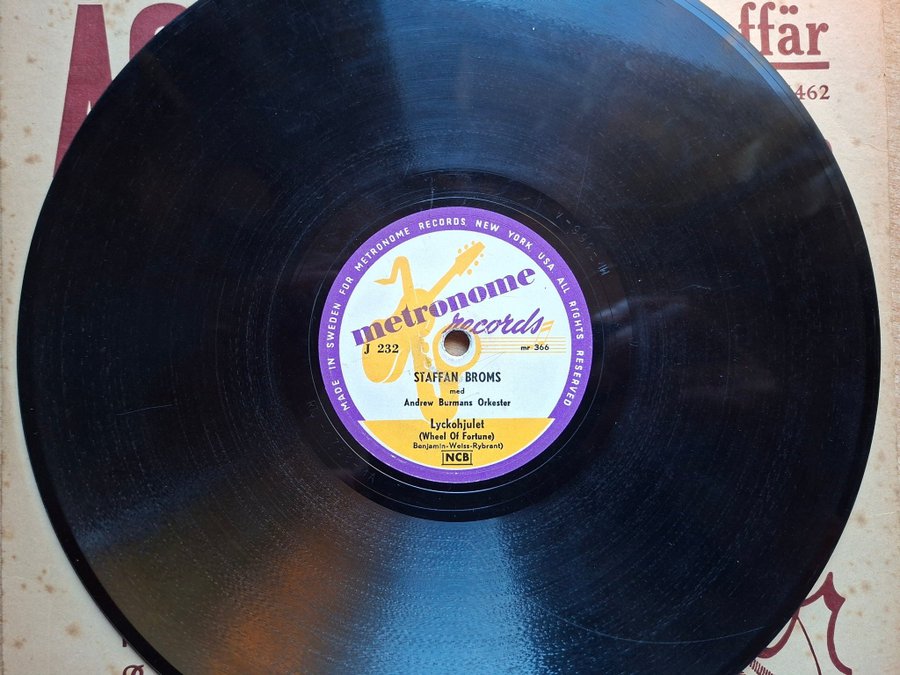 ffär
462
MADE IN SWEDEN FOR METRONOME RECORDS NEW YORK USA ALL RIGHTS RESERVED
metronome
records
J 232
mr 366
STAFFAN BROMS
med
Andrew Burmans Orkester
Lyckohjulet
(Wheel Of Fortune)
Benjamin-Weiss-Rybrant)
NCB